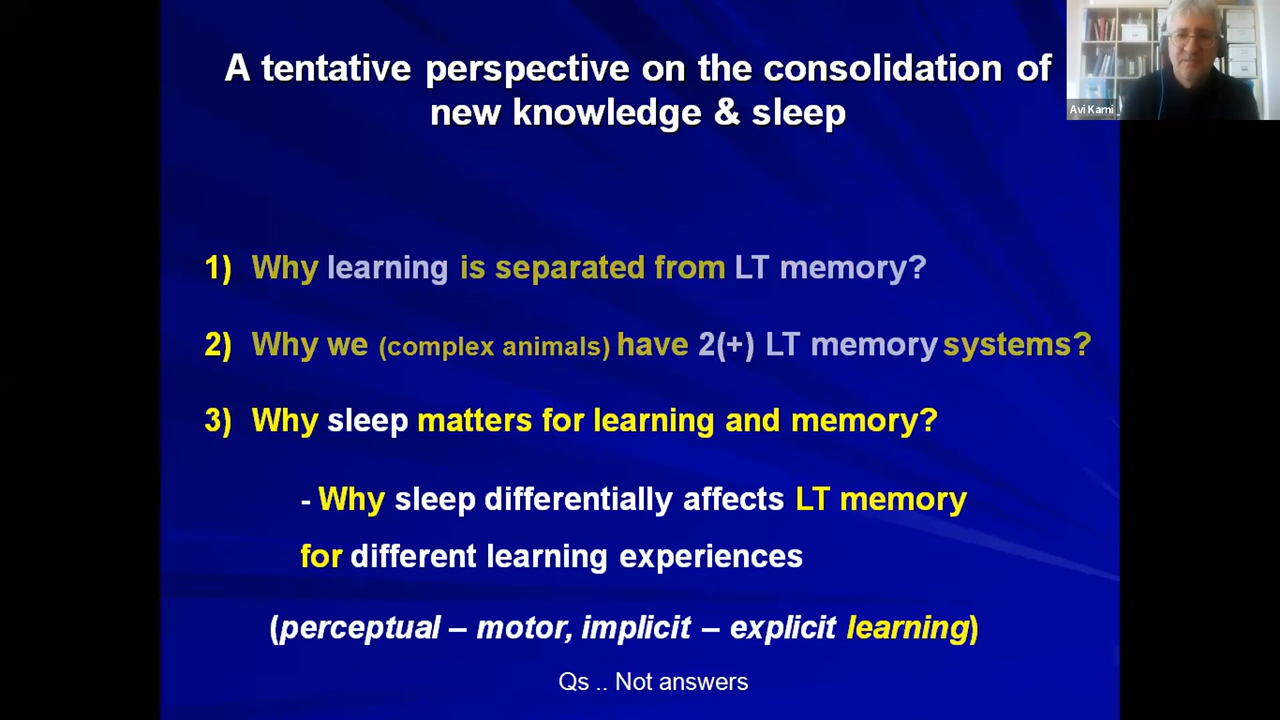 A tentative perspective on the consolidation of
new knowledge & sleep
Avi Karni
1) Why learning is separated from LT memory?
2) Why we (complex animals) have 2(+) LT memory systems?
3) Why sleep matters for learning and memory?
- Why sleep differentially affects LT memory
for different learning experiences
(perceptual – motor, implicit – explicit learning)
Qs .. Not answers